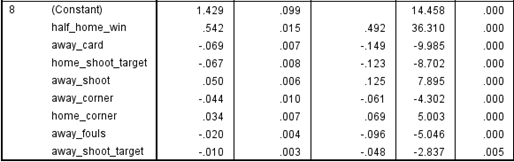 8 (Constant) 1.429 .099 14.458 .000
half_home_win .542 .015 .492 36.310 .000
away_card -.069 .007 -.149 -9.985 .000
home_shoot_target -.067 .008 -.123 -8.702 .000
away_shoot .050 .006 .125 7.895 .000
away_corner -.044 .010 -.061 -4.302 .000
home_corner .034 .007 .069 5.003 .000
away_fouls -.020 .004 -.096 -5.046 .000
away_shoot_target -.010 .003 -.048 -2.837 .005